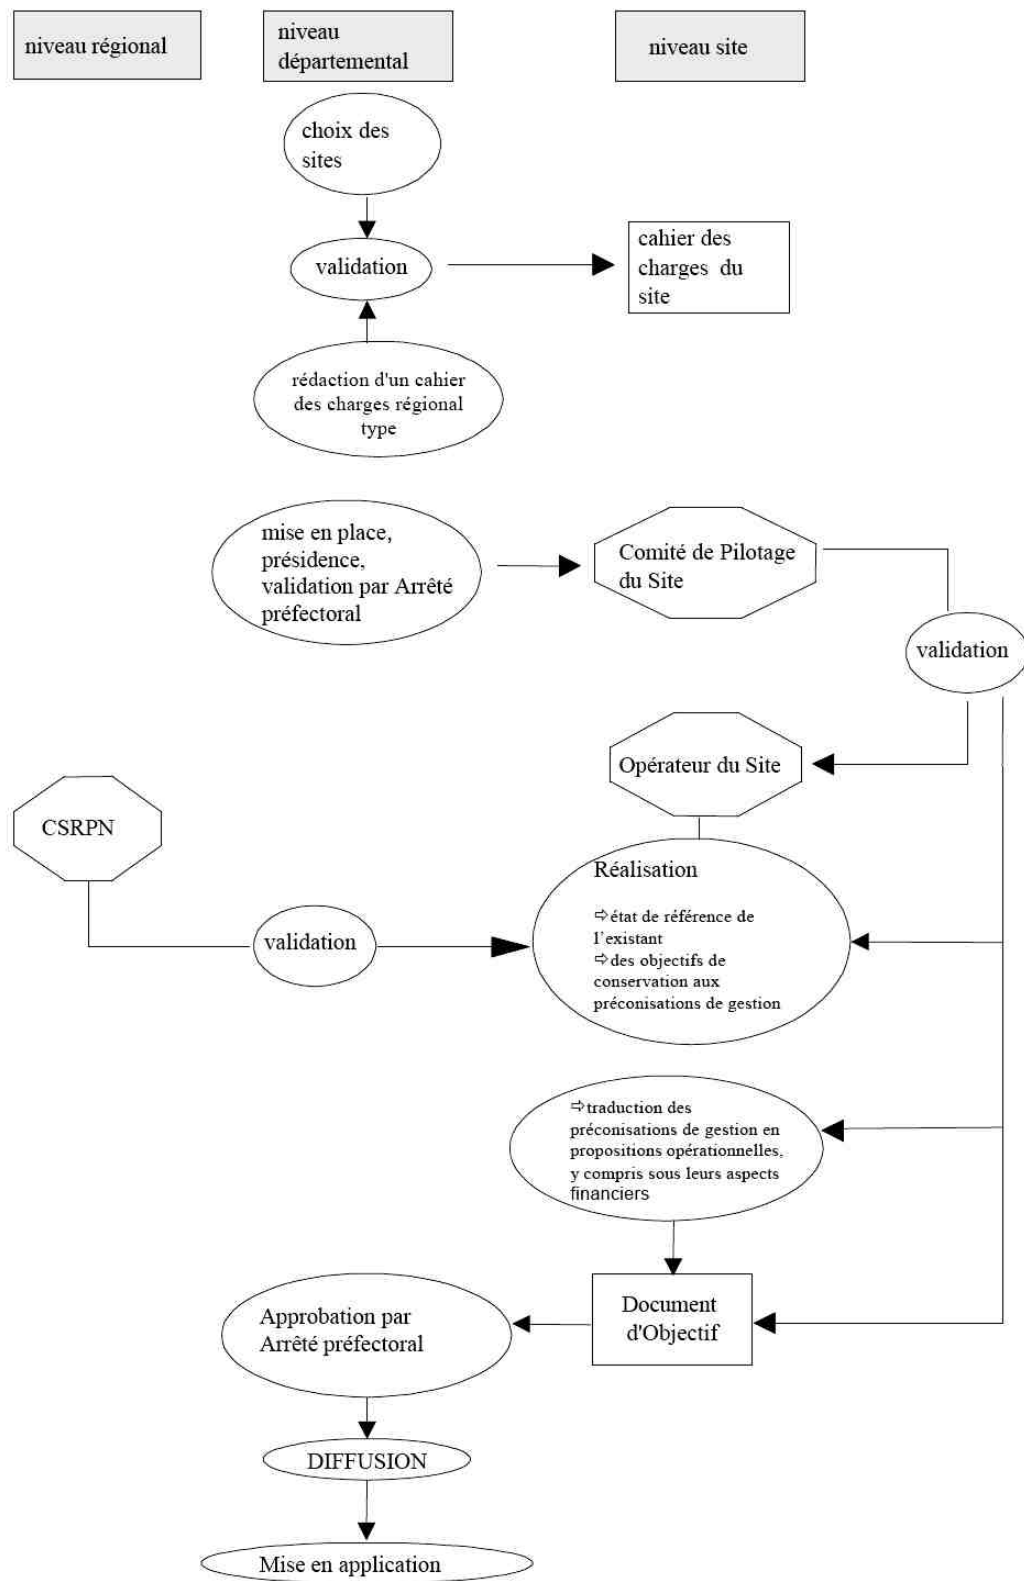 niveau régional
niveau
départemental
niveau site
choix des
sites
validation
cahier des
charges du
site
rédaction d'un cahier
des charges régional
type
mise en place,
présidence,
validation par Arrêté
préfectoral
Comité de Pilotage
du Site
validation
Opérateur du Site
CSRPN
validation
Réalisation
⇨état de référence de
l'existant
⇨des objectifs de
conservation aux
préconisations de gestion
⇨traduction des
préconisations de gestion en
propositions opérationnelles,
y compris sous leurs aspects
financiers
Document
d'Objectif
Approbation par
Arrêté préfectoral
DIFFUSION
Mise en application